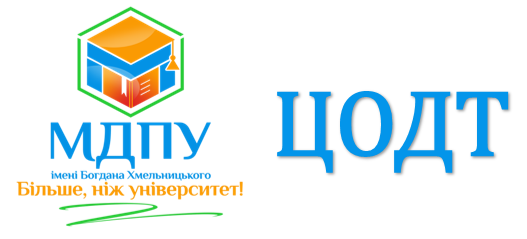 МДПУ
імені Богдана Хмельницького
Більше, ніж університет!
ЦОДТ